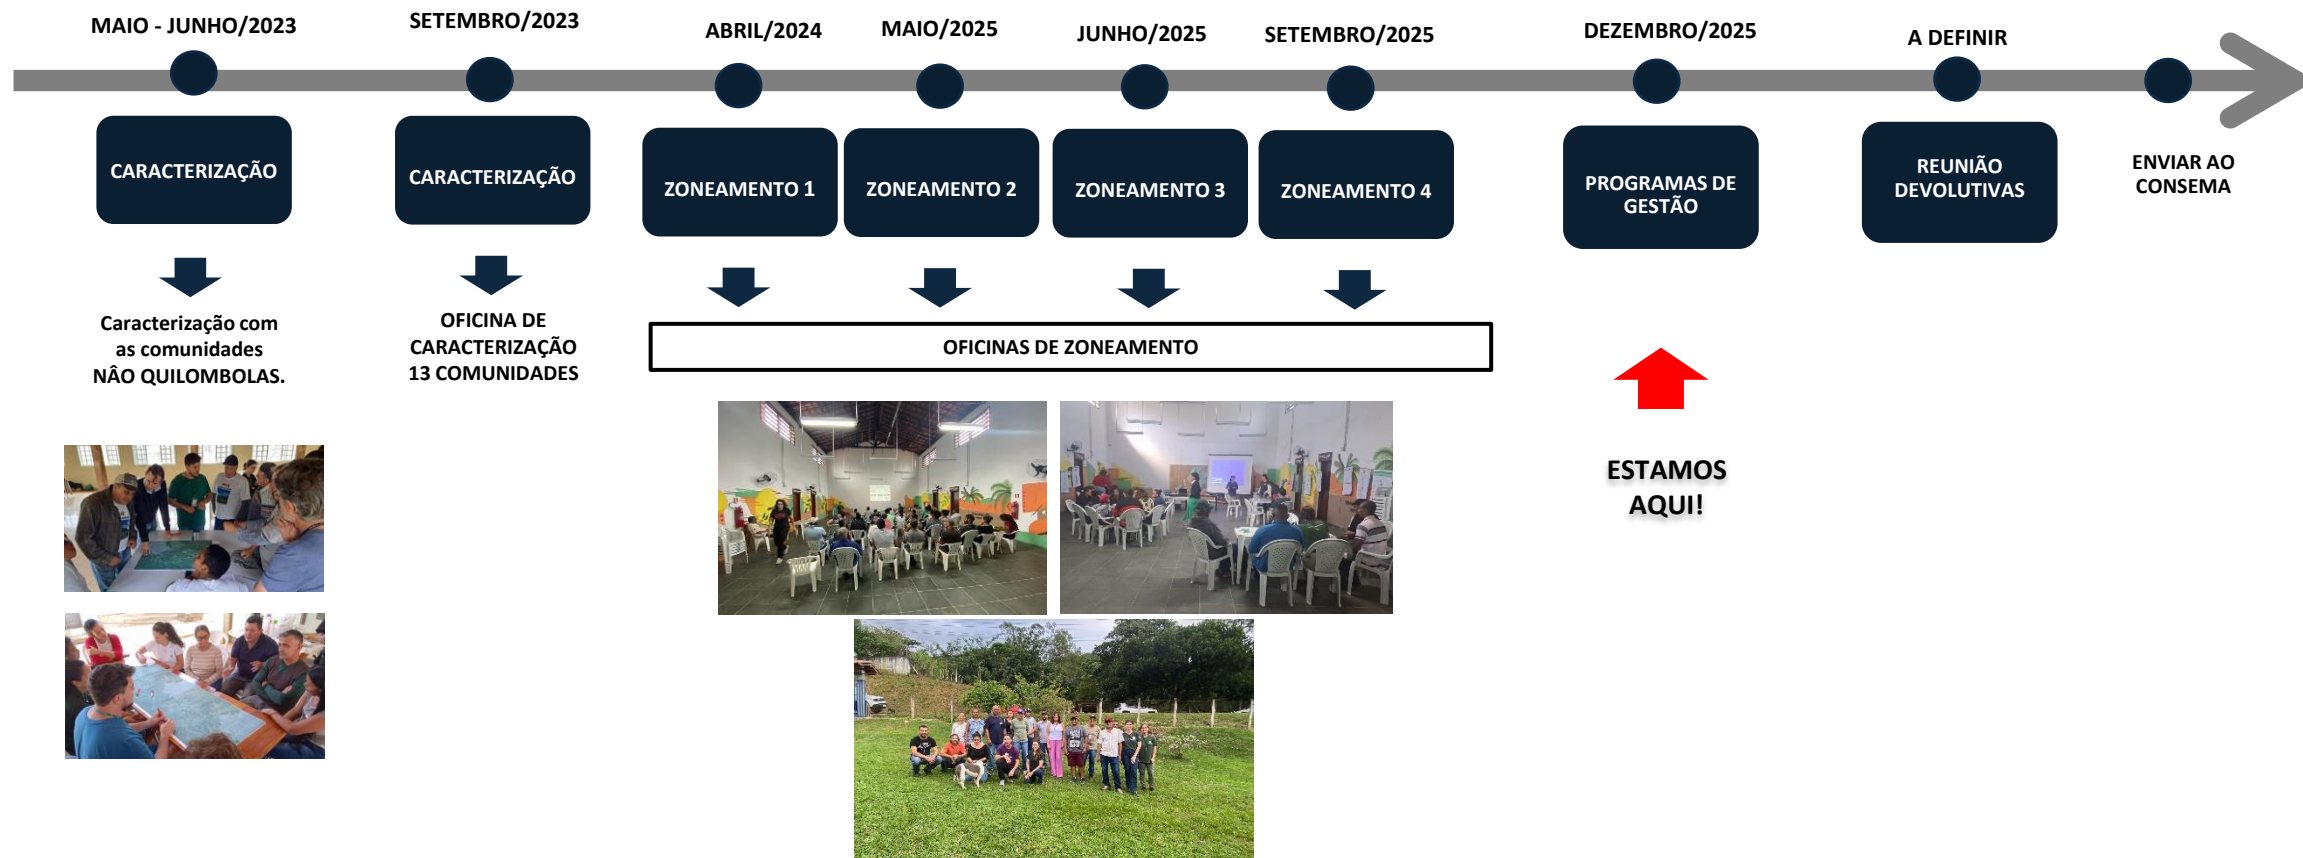 MAIO - JUNHO/2023
SETEMBRO/2023
ABRIL/2024
MAIO/2025
JUNHO/2025
SETEMBRO/2025
DEZEMBRO/2025
A DEFINIR
CARACTERIZAÇÃO
CARACTERIZAÇÃO
ZONEAMENTO 1
ZONEAMENTO 2
ZONEAMENTO 3
ZONEAMENTO 4
PROGRAMAS DE
GESTÃO
REUNIÃO
DEVOLUTIVAS
ENVIAR AO
CONSEMA
Caracterização com
as comunidades
NÂO QUILOMBOLAS.
OFICINA DE
CARACTERIZAÇÃO
13 COMUNIDADES
OFICINAS DE ZONEAMENTO
ESTAMOS
AQUI!